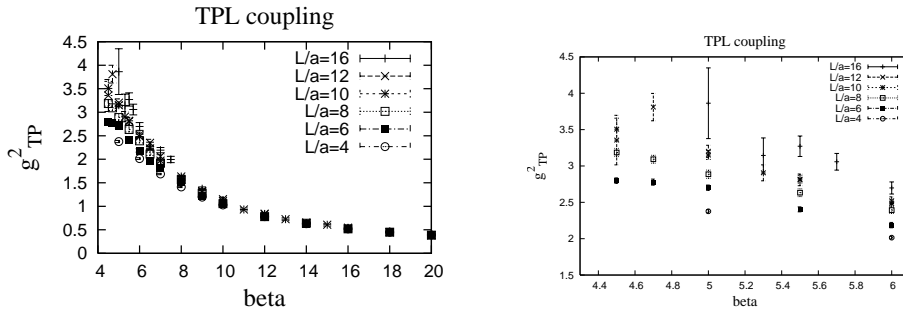 TPL coupling
4.5
4
3.5
3
2.5
2
1.5
1
0.5
0
g²TP
4 6 8 10 12 14 16 18 20
beta
L/a=16
L/a=12
L/a=10
L/a=8
L/a=6
L/a=4
TPL coupling
4.5
4
3.5
3
2.5
2
1.5
g²TP
4.4 4.6 4.8 5 5.2 5.4 5.6 5.8 6
beta
L/a=16
L/a=12
L/a=10
L/a=8
L/a=6
L/a=4